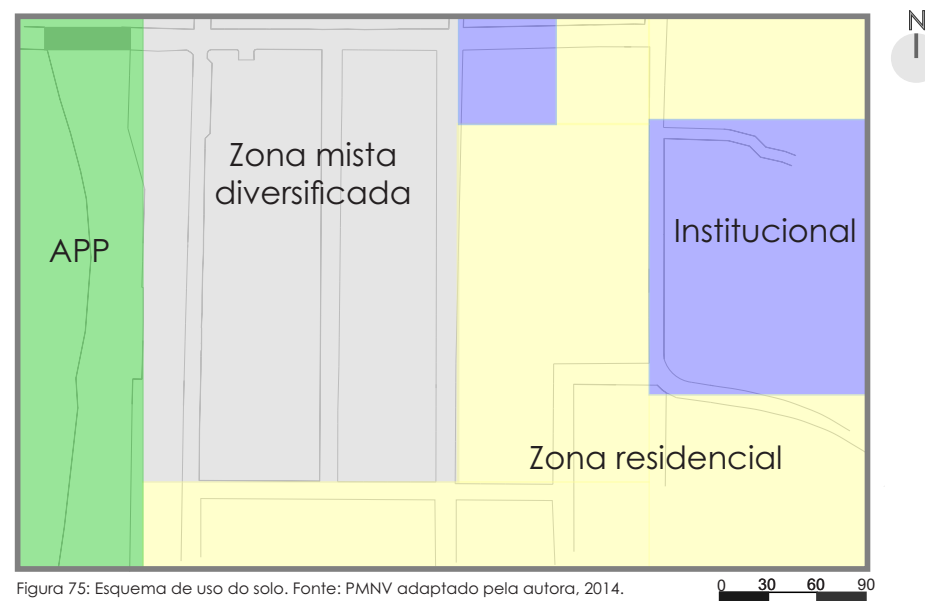 N
Zona mista
diversificada
APP
Institucional
Zona residencial
Figura 75: Esquema de uso do solo. Fonte: PMNV adaptado pela autora, 2014.
0 30 60 90